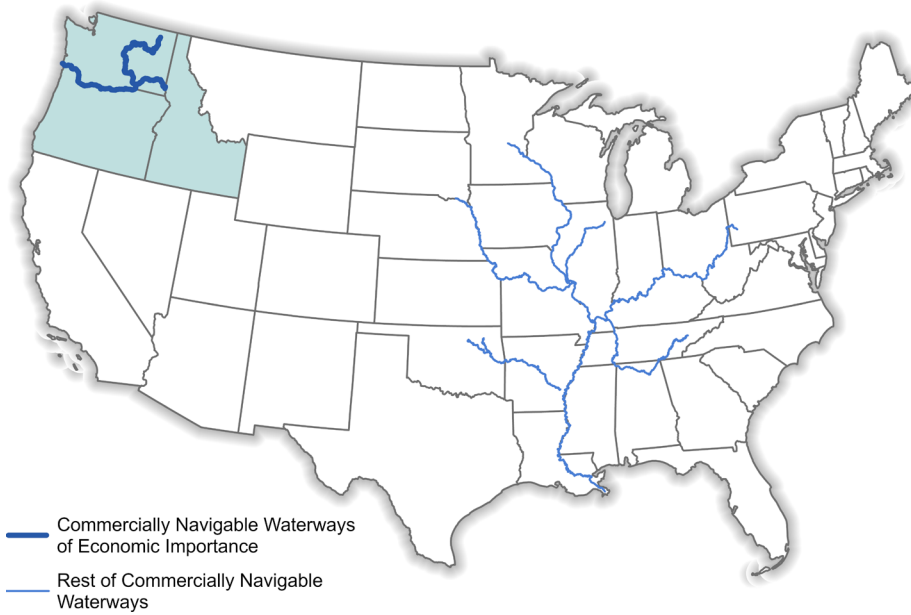 Commercially Navigable Waterways
of Economic Importance
Rest of Commercially Navigable
Waterways